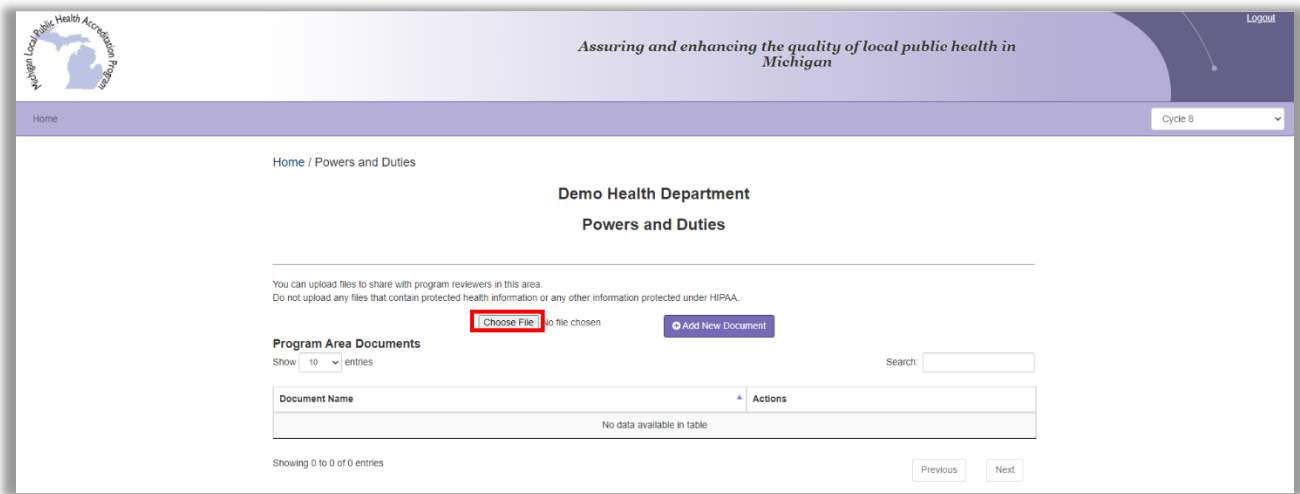 Michigan Local Public Health Accreditation Program
Logout
Assuring and enhancing the quality of local public health in
Michigan
Home
Cycle 8
Home / Powers and Duties
Demo Health Department
Powers and Duties
You can upload files to share with program reviewers in this area.
Do not upload any files that contain protected health information or any other information protected under HIPAA.
Choose File No file chosen Add New Document
Program Area Documents
Show 10 entries Search:
Document Name Actions
No data available in table
Showing 0 to 0 of 0 entries
Previous Next